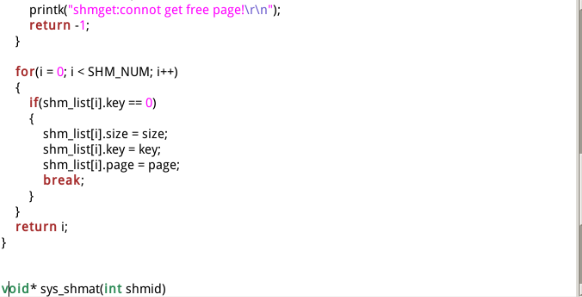 printk("shmget:connot get free page!\r\n");
return -1;
}
for(i = 0; i < SHM_NUM; i++)
{
if(shm_list[i].key == 0)
{
shm_list[i].size = size;
shm_list[i].key = key;
shm_list[i].page = page;
break;
}
}
return i;
}
void* sys_shmat(int shmid)